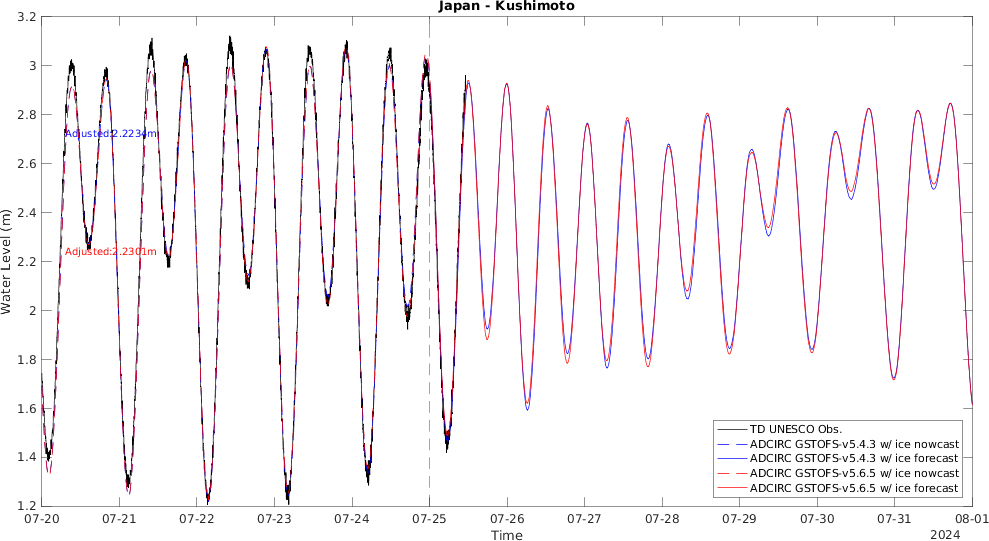 Japan - Kushimoto
3.2
3
2.8
2.6
2.4
2.2
2
1.8
1.6
1.4
1.2
Water Level (m)
Adjusted:2.2234m
Adjusted:2.2301m
TD UNESCO Obs.
ADCIRC GSTOFS-v5.4.3 w/ ice nowcast
ADCIRC GSTOFS-v5.4.3 w/ ice forecast
ADCIRC GSTOFS-v5.6.5 w/ ice nowcast
ADCIRC GSTOFS-v5.6.5 w/ ice forecast
07-20 07-21 07-22 07-23 07-24 07-25 07-26 07-27 07-28 07-29 07-30 07-31 08-01
Time
2024